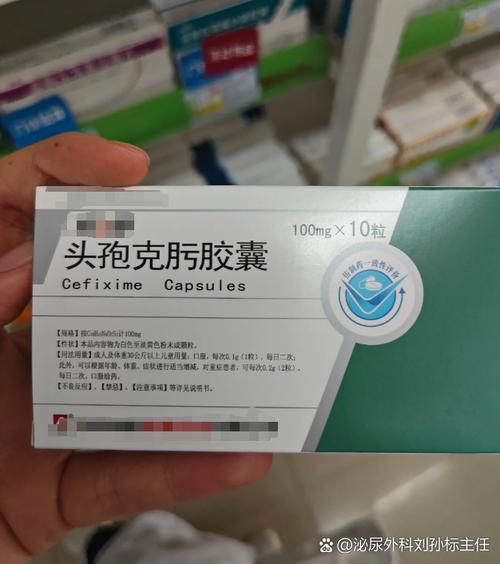 100mg×10粒
头孢克肟胶囊
Cefixime Capsules
仿制药一致性评价
【规格】按C₁₆H₁₅N₅O₇S₂计100mg
【性状】本品内容物为白色至淡黄色粉末或颗粒。
【用法用量】成人及体重30公斤以上儿童用量：口服，每次0.1g（1粒），每日二次；
此外，可以根据年龄、体重、症状进行适当增减，对重症患者，可每次0.2g（2粒），
每日二次，口服给药。
【不良反应】、【禁忌】、【注意事项】等详见说明书。
@泌尿外科刘孙标主任